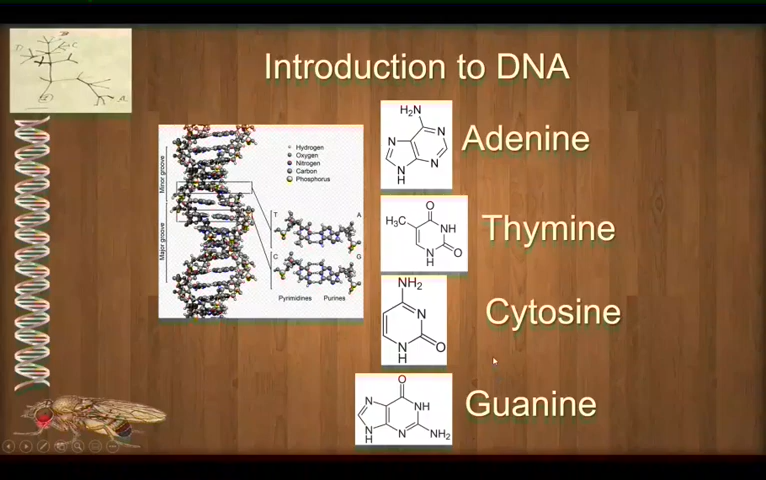 Introduction to DNA
Minor groove
Major groove
Hydrogen
Oxygen
Nitrogen
Carbon
Phosphorus
T
A
C
G
Pyrimidines
Purines
H₂N
N
N
N
N
H
Adenine
O
H₃C
NH
N
H
O
Thymine
NH₂
N
N
H
O
Cytosine
O
N
NH
N
H
N
NH₂
Guanine